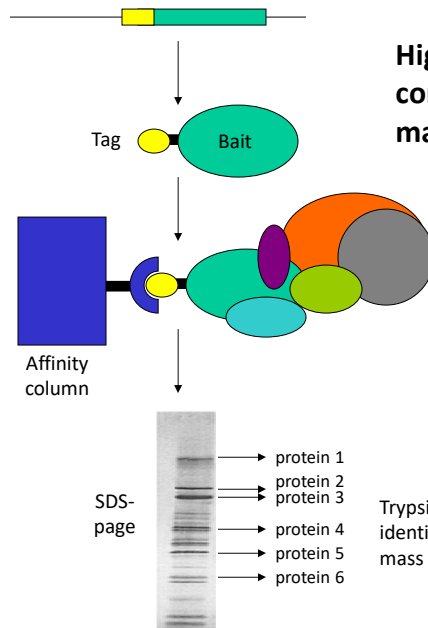 Hig
ma
Tag
Bait
Affinity
column
SDS-
page
protein 1
protein 2
protein 3
protein 4
protein 5
protein 6
Trypsi
identi
mass